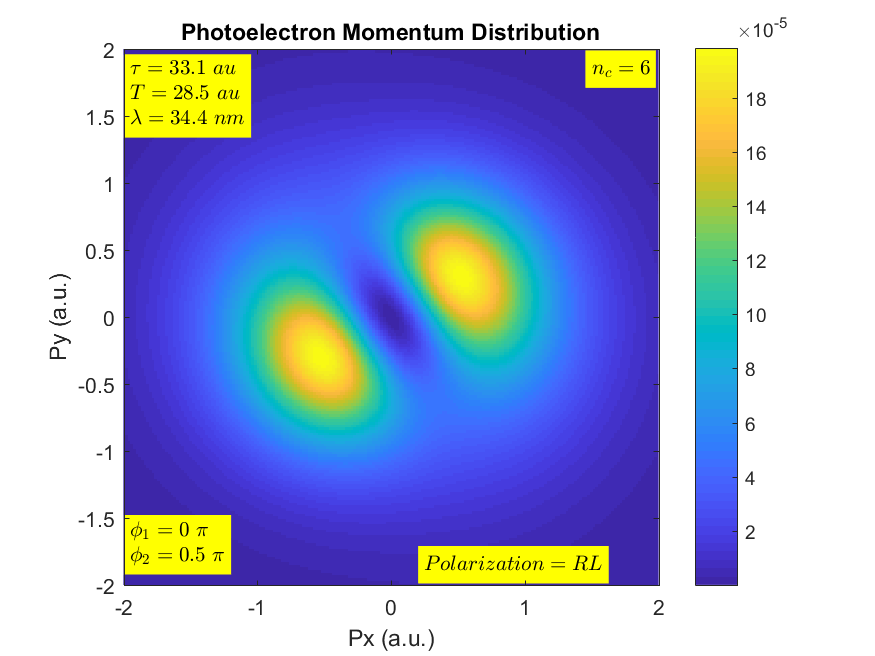 Photoelectron Momentum Distribution
×10⁻⁵
τ = 33.1 au
T = 28.5 au
λ = 34.4 nm
n_c = 6
2
1.5
1
0.5
0
-0.5
-1
-1.5
-2
Py (a.u.)
18
16
14
12
10
8
6
4
2
ϕ₁ = 0 π
ϕ₂ = 0.5 π
Polarization = RL
-2
-1
0
1
2
Px (a.u.)